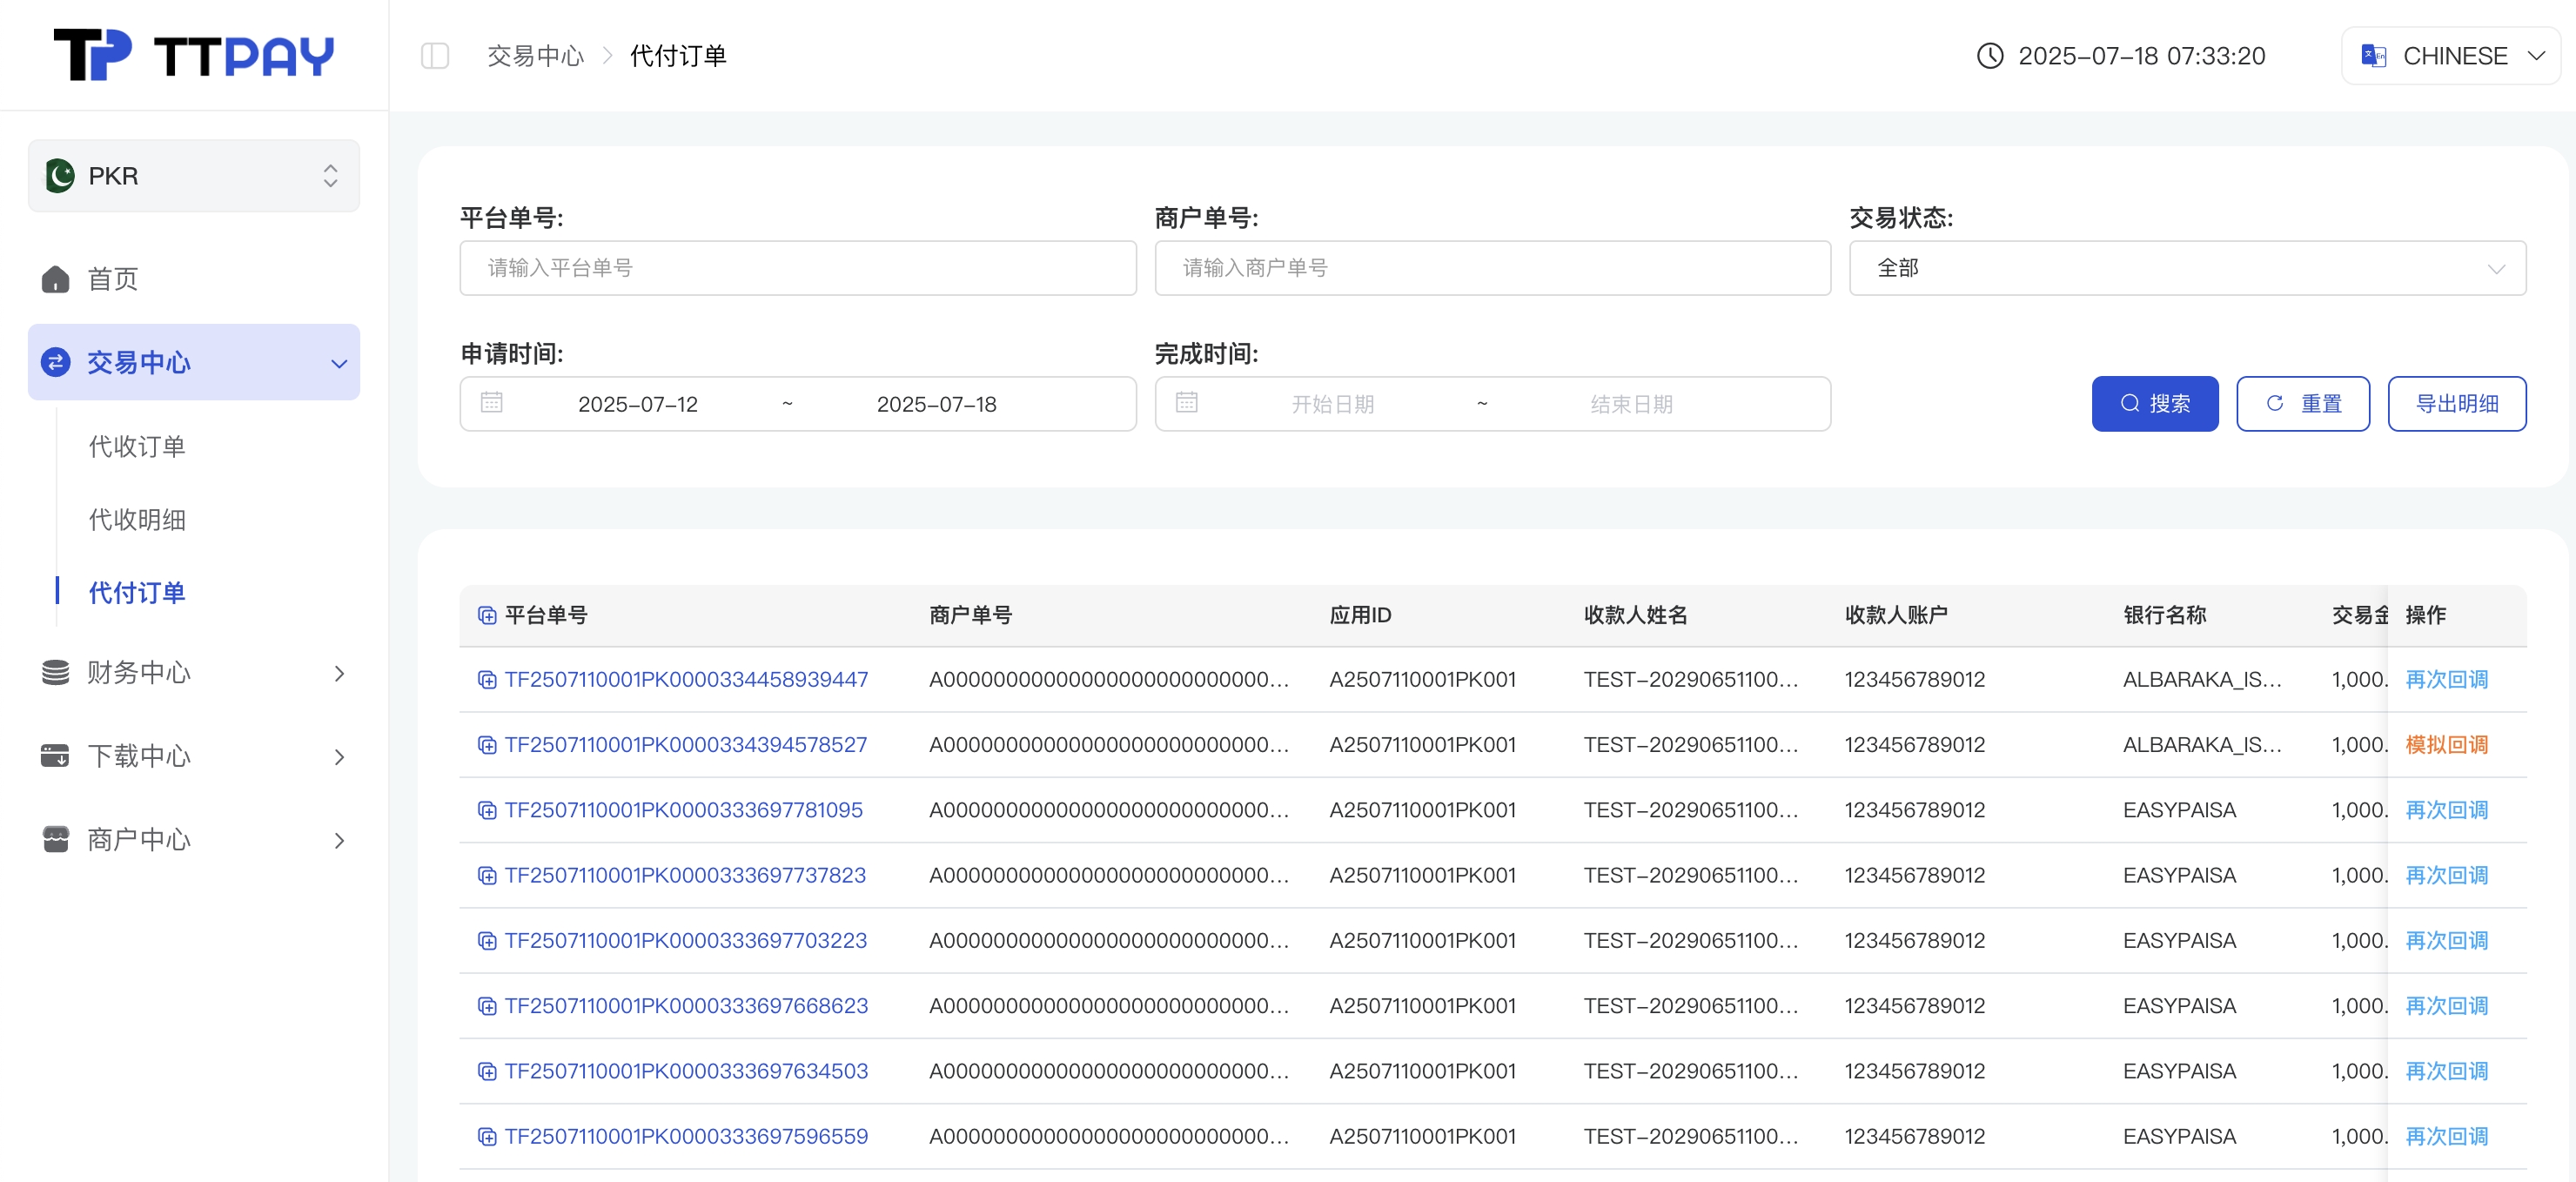 TP TTPAY
交易中心 > 代付订单
2025-07-18 07:33:20
CHINESE
PKR
首页
交易中心
代收订单
代收明细
代付订单
财务中心
下载中心
商户中心
平台单号: 商户单号: 交易状态:
请输入平台单号 请输入商户单号 全部
申请时间: 完成时间:
2025-07-12 ~ 2025-07-18 开始日期 ~ 结束日期 搜索 重置 导出明细
平台单号 商户单号 应用ID 收款人姓名 收款人账户 银行名称 交易金 操作
TF2507110001PK0000334458939447 A00000000000000000000000000... A2507110001PK001 TEST-20290651100... 123456789012 ALBARAKA_IS... 1,000. 再次回调
TF2507110001PK0000334394578527 A00000000000000000000000000... A2507110001PK001 TEST-20290651100... 123456789012 ALBARAKA_IS... 1,000. 模拟回调
TF2507110001PK0000333697781095 A00000000000000000000000000... A2507110001PK001 TEST-20290651100... 123456789012 EASYPAISA 1,000. 再次回调
TF2507110001PK0000333697737823 A00000000000000000000000000... A2507110001PK001 TEST-20290651100... 123456789012 EASYPAISA 1,000. 再次回调
TF2507110001PK0000333697703223 A00000000000000000000000000... A2507110001PK001 TEST-20290651100... 123456789012 EASYPAISA 1,000. 再次回调
TF2507110001PK0000333697668623 A00000000000000000000000000... A2507110001PK001 TEST-20290651100... 123456789012 EASYPAISA 1,000. 再次回调
TF2507110001PK0000333697634503 A00000000000000000000000000... A2507110001PK001 TEST-20290651100... 123456789012 EASYPAISA 1,000. 再次回调
TF2507110001PK0000333697596559 A00000000000000000000000000... A2507110001PK001 TEST-20290651100... 123456789012 EASYPAISA 1,000. 再次回调